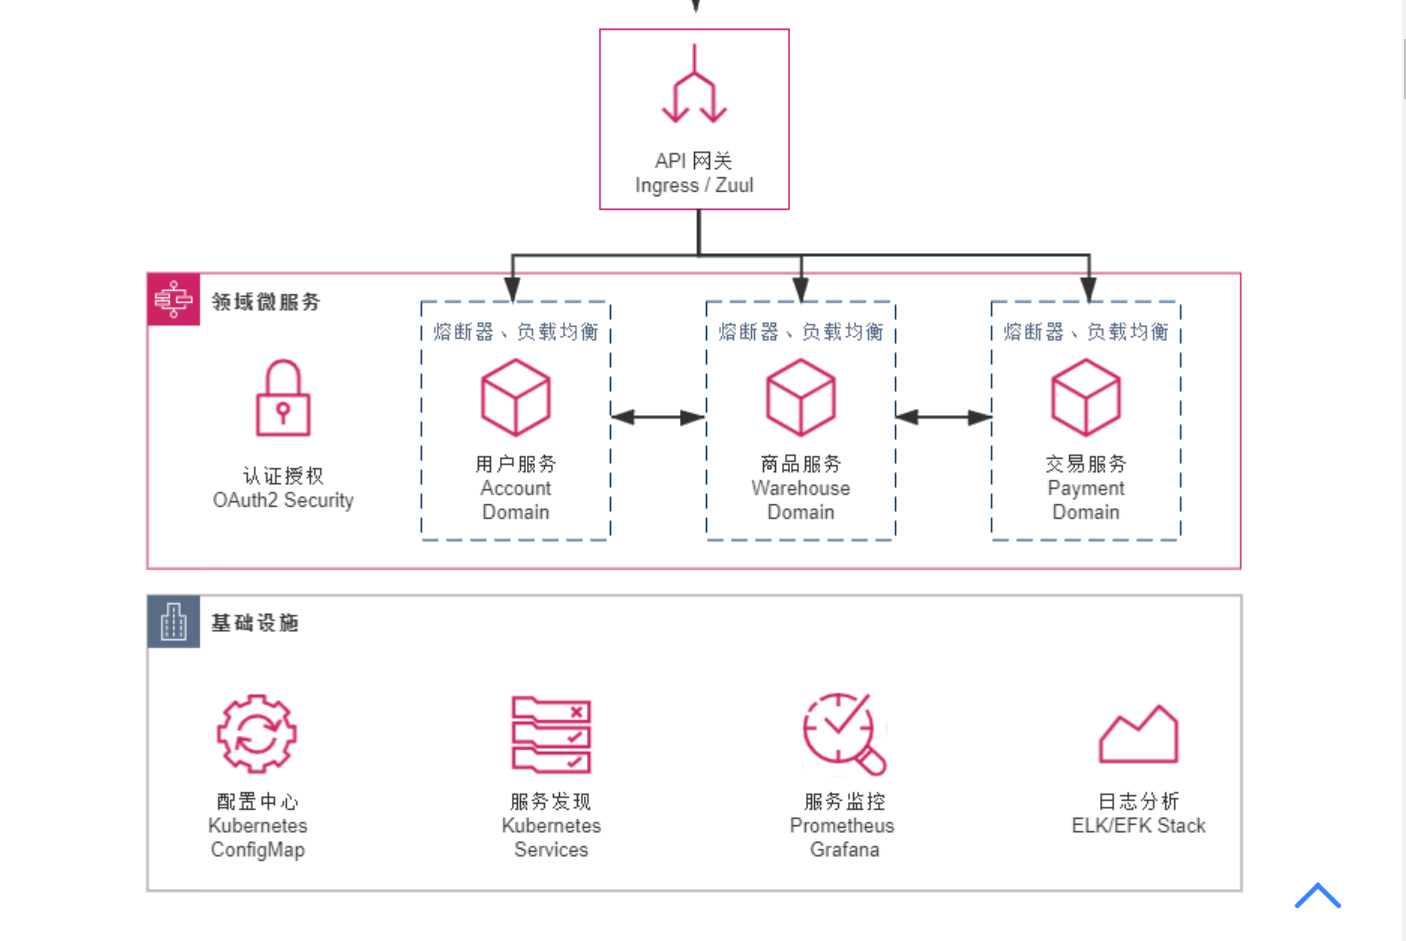 API 网关
Ingress / Zuul
领域微服务
熔断器、负载均衡
熔断器、负载均衡
熔断器、负载均衡
认证授权
OAuth2 Security
用户服务
Account
Domain
商品服务
Warehouse
Domain
交易服务
Payment
Domain
基础设施
配置中心
Kubernetes
ConfigMap
服务发现
Kubernetes
Services
服务监控
Prometheus
Grafana
日志分析
ELK/EFK Stack